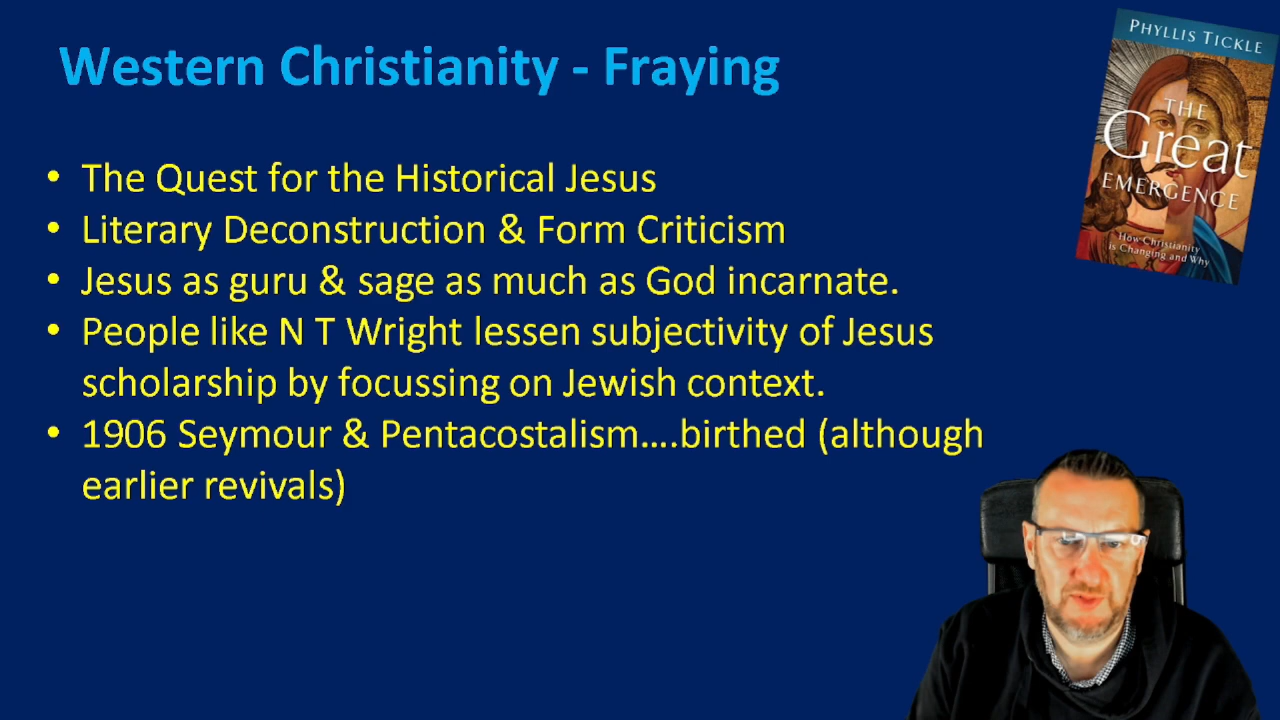 Western Christianity - Fraying
PHYLLIS TICKLE
THE
Great
EMERGENCE
How Christianity
is Changing and Why
• The Quest for the Historical Jesus
• Literary Deconstruction & Form Criticism
• Jesus as guru & sage as much as God incarnate.
• People like N T Wright lessen subjectivity of Jesus
scholarship by focussing on Jewish context.
• 1906 Seymour & Pentacostalism....birthed (although
earlier revivals)